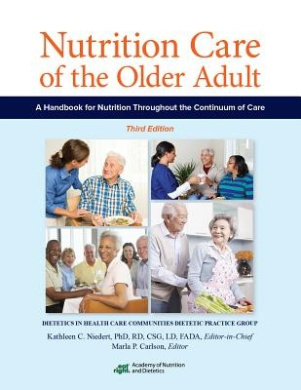 Nutrition Care
of the Older Adult
A Handbook for Nutrition Throughout the Continuum of Care
Third Edition
DIETETICS IN HEALTH CARE COMMUNITIES DIETETIC PRACTICE GROUP
Kathleen C. Niedert, PhD, RD, CSG, LD, FADA, Editor-in-Chief
Marla P. Carlson, Editor
eat right. Academy of Nutrition
and Dietetics